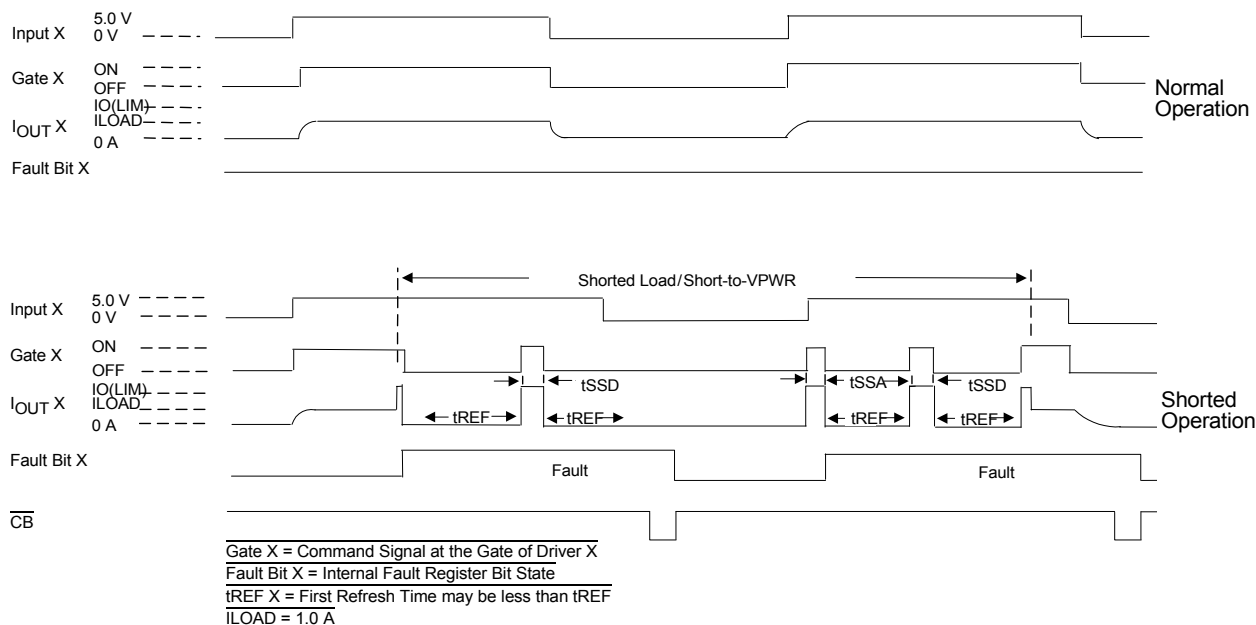 Input X 5.0 V
0 V
Gate X ON
OFF
IO(LIM)
IOUT X ILOAD
0 A
Fault Bit X
Normal
Operation
Shorted Load/Short-to-VPWR
Input X 5.0 V
0 V
Gate X ON
OFF
tSSD tSSA tSSD
IO(LIM)
IOUT X ILOAD
0 A
tREF tREF tREF tREF
Shorted
Operation
Fault Bit X
Fault Fault
CB
Gate X = Command Signal at the Gate of Driver X
Fault Bit X = Internal Fault Register Bit State
tREF X = First Refresh Time may be less than tREF
ILOAD = 1.0 A